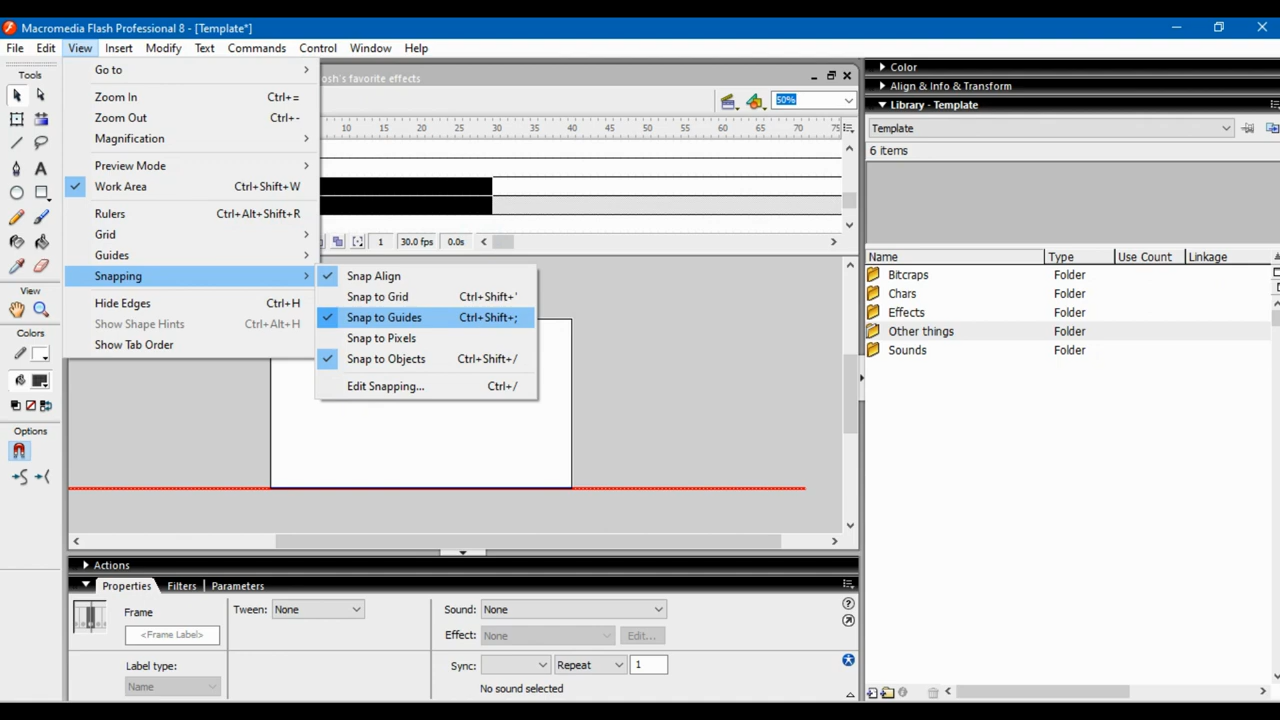 Macromedia Flash Professional 8 - [Template*]
File Edit View Insert Modify Text Commands Control Window Help
Tools
View
Colors
Options
Go to
Zoom In Ctrl+=
Zoom Out Ctrl+-
Magnification
Preview Mode
Work Area Ctrl+Shift+W
Rulers Ctrl+Alt+Shift+R
Grid
Guides
Snapping
Hide Edges Ctrl+H
Show Shape Hints Ctrl+Alt+H
Show Tab Order
Snap Align
Snap to Grid Ctrl+Shift+'
Snap to Guides Ctrl+Shift+;
Snap to Pixels
Snap to Objects Ctrl+Shift+/
Edit Snapping... Ctrl+/
osh's favorite effects
50%
10 15 20 25 30 35 40 45 50 55 60 65 70 75
1 30.0 fps 0.0s
Actions
Properties Filters Parameters
Frame
<Frame Label>
Label type:
Name
Tween: None
Sound: None
Effect: None Edit...
Sync: Repeat 1
No sound selected
Color
Align & Info & Transform
Library - Template
Template
6 items
Name Type Use Count Linkage
Bitcraps Folder
Chars Folder
Effects Folder
Other things Folder
Sounds Folder